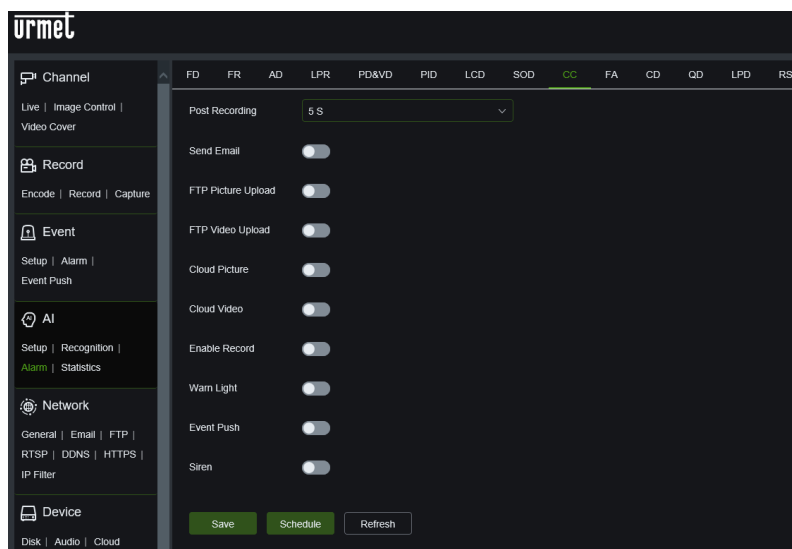 urmet
Channel
Live | Image Control |
Video Cover
Record
Encode | Record | Capture
Event
Setup | Alarm |
Event Push
AI
Setup | Recognition |
Alarm | Statistics
Network
General | Email | FTP |
RTSP | DDNS | HTTPS |
IP Filter
Device
Disk | Audio | Cloud
FD FR AD LPR PD&VD PID LCD SOD CC FA CD QD LPD RS
Post Recording 5 S
Send Email
FTP Picture Upload
FTP Video Upload
Cloud Picture
Cloud Video
Enable Record
Warn Light
Event Push
Siren
Save Schedule Refresh